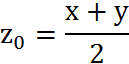 z₀ = (x + y) / 2